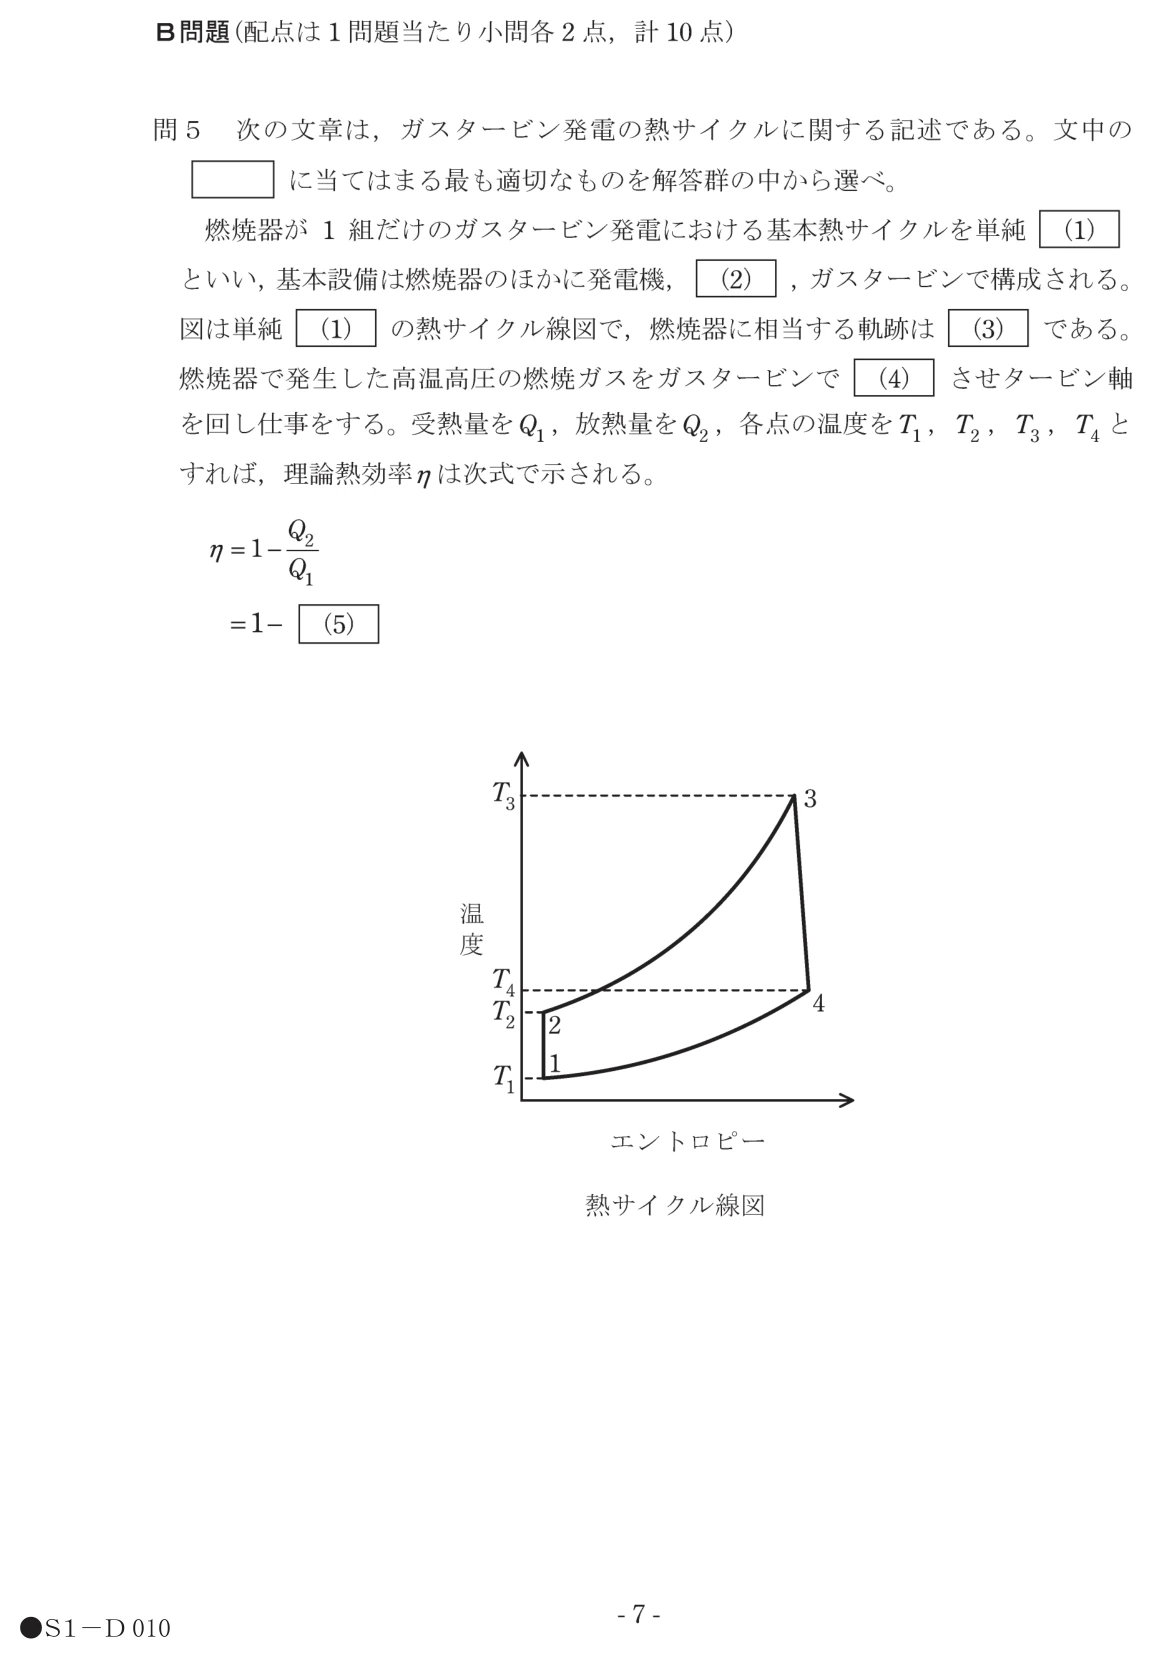 B問題(配点は1問題当たり小問各2点，計10点)
問５　次の文章は，ガスタービン発電の熱サイクルに関する記述である。文中の
に当てはまる最も適切なものを解答群の中から選べ。
燃焼器が 1 組だけのガスタービン発電における基本熱サイクルを単純 (1)
といい，基本設備は燃焼器のほかに発電機， (2) ，ガスタービンで構成される。
図は単純 (1) の熱サイクル線図で，燃焼器に相当する軌跡は (3) である。
燃焼器で発生した高温高圧の燃焼ガスをガスタービンで (4) させタービン軸
を回し仕事をする。受熱量をQ1，放熱量をQ2，各点の温度をT1，T2，T3，T4と
すれば，理論熱効率ηは次式で示される。
η=1−Q2/Q1
=1− (5)
T3
3
温度
T4
4
T2
2
1
T1
エントロピー
熱サイクル線図
●S1－D 010
- 7 -